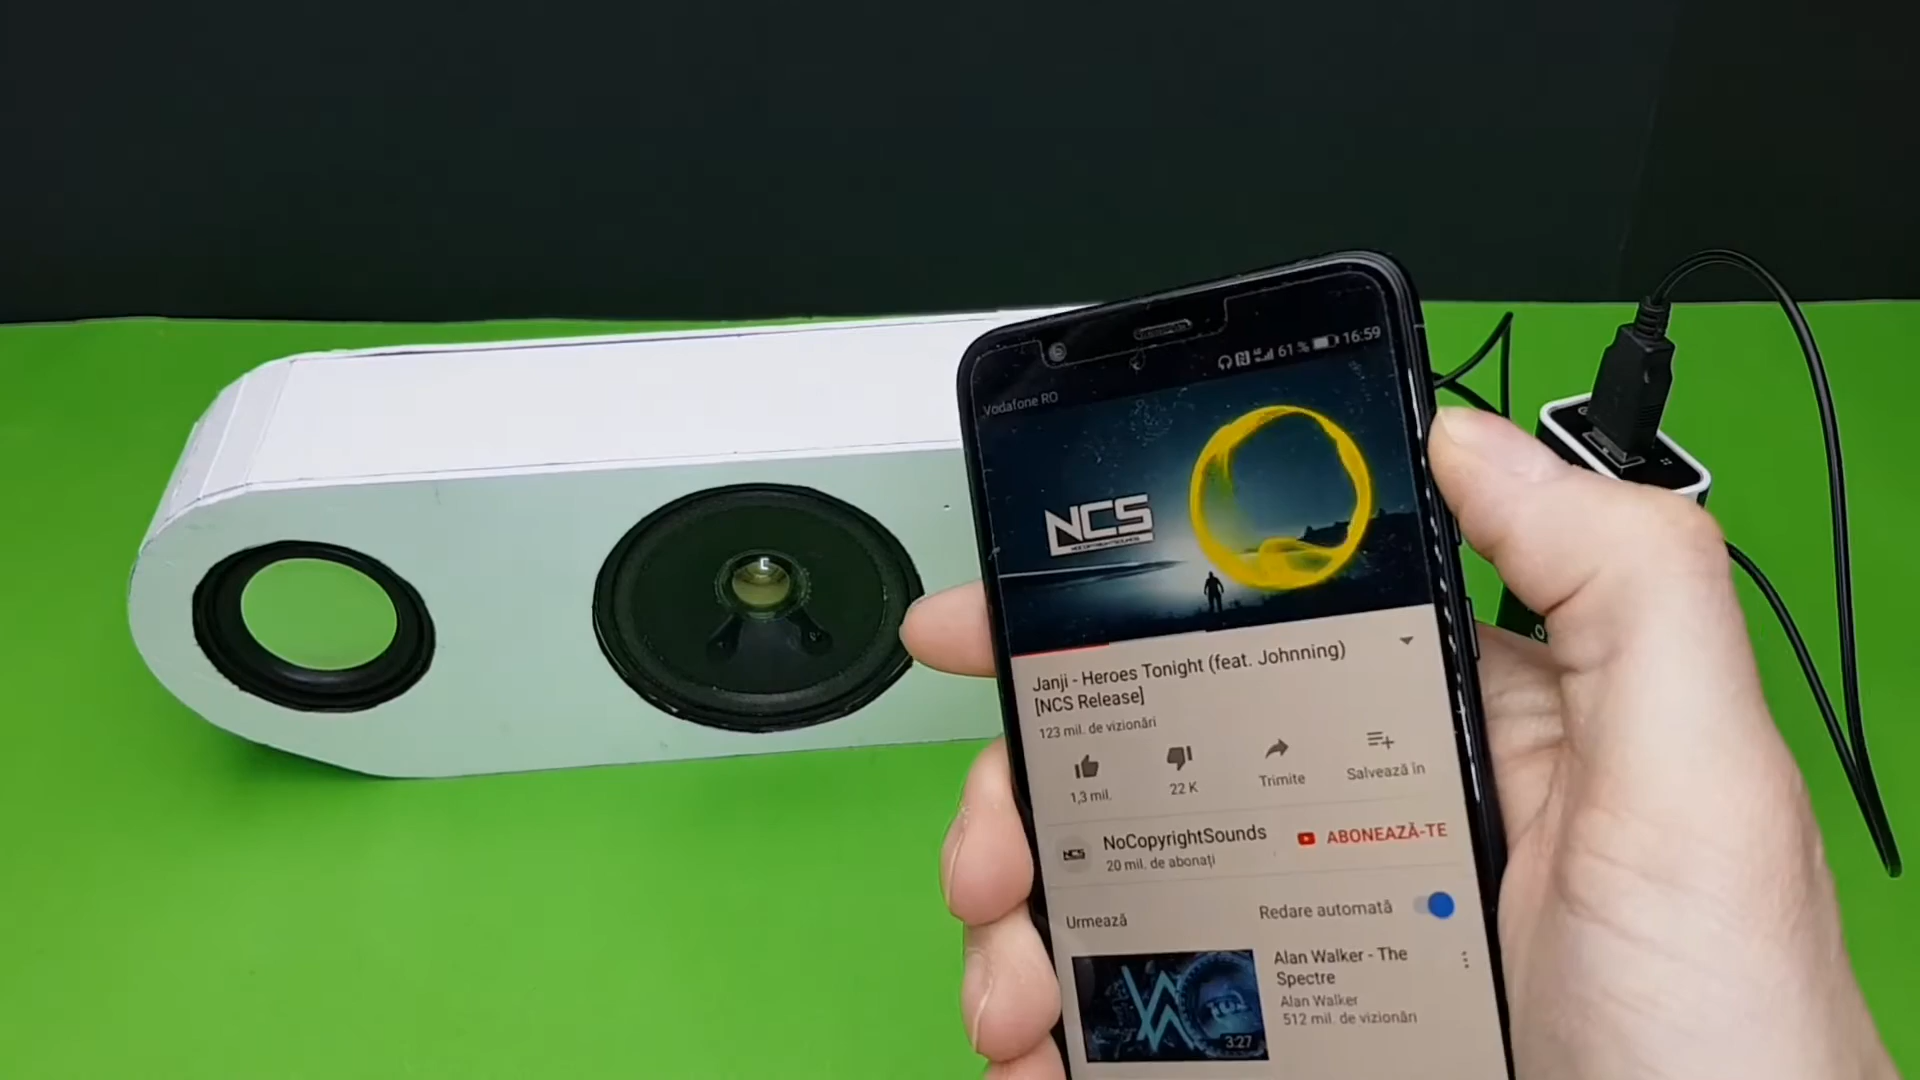 Vodafone RO
61 % 16:59
NCS
NOCOPYRIGHTSOUNDS
Janji - Heroes Tonight (feat. Johnning)
[NCS Release]
123 mil. de vizionări
1,3 mil.
22 K
Trimite
Salvează în
NCS
NoCopyrightSounds
20 mil. de abonați
ABONEAZĂ-TE
Urmează
Redare automată
Alan Walker - The
Spectre
Alan Walker
512 mil. de vizionări
3:27